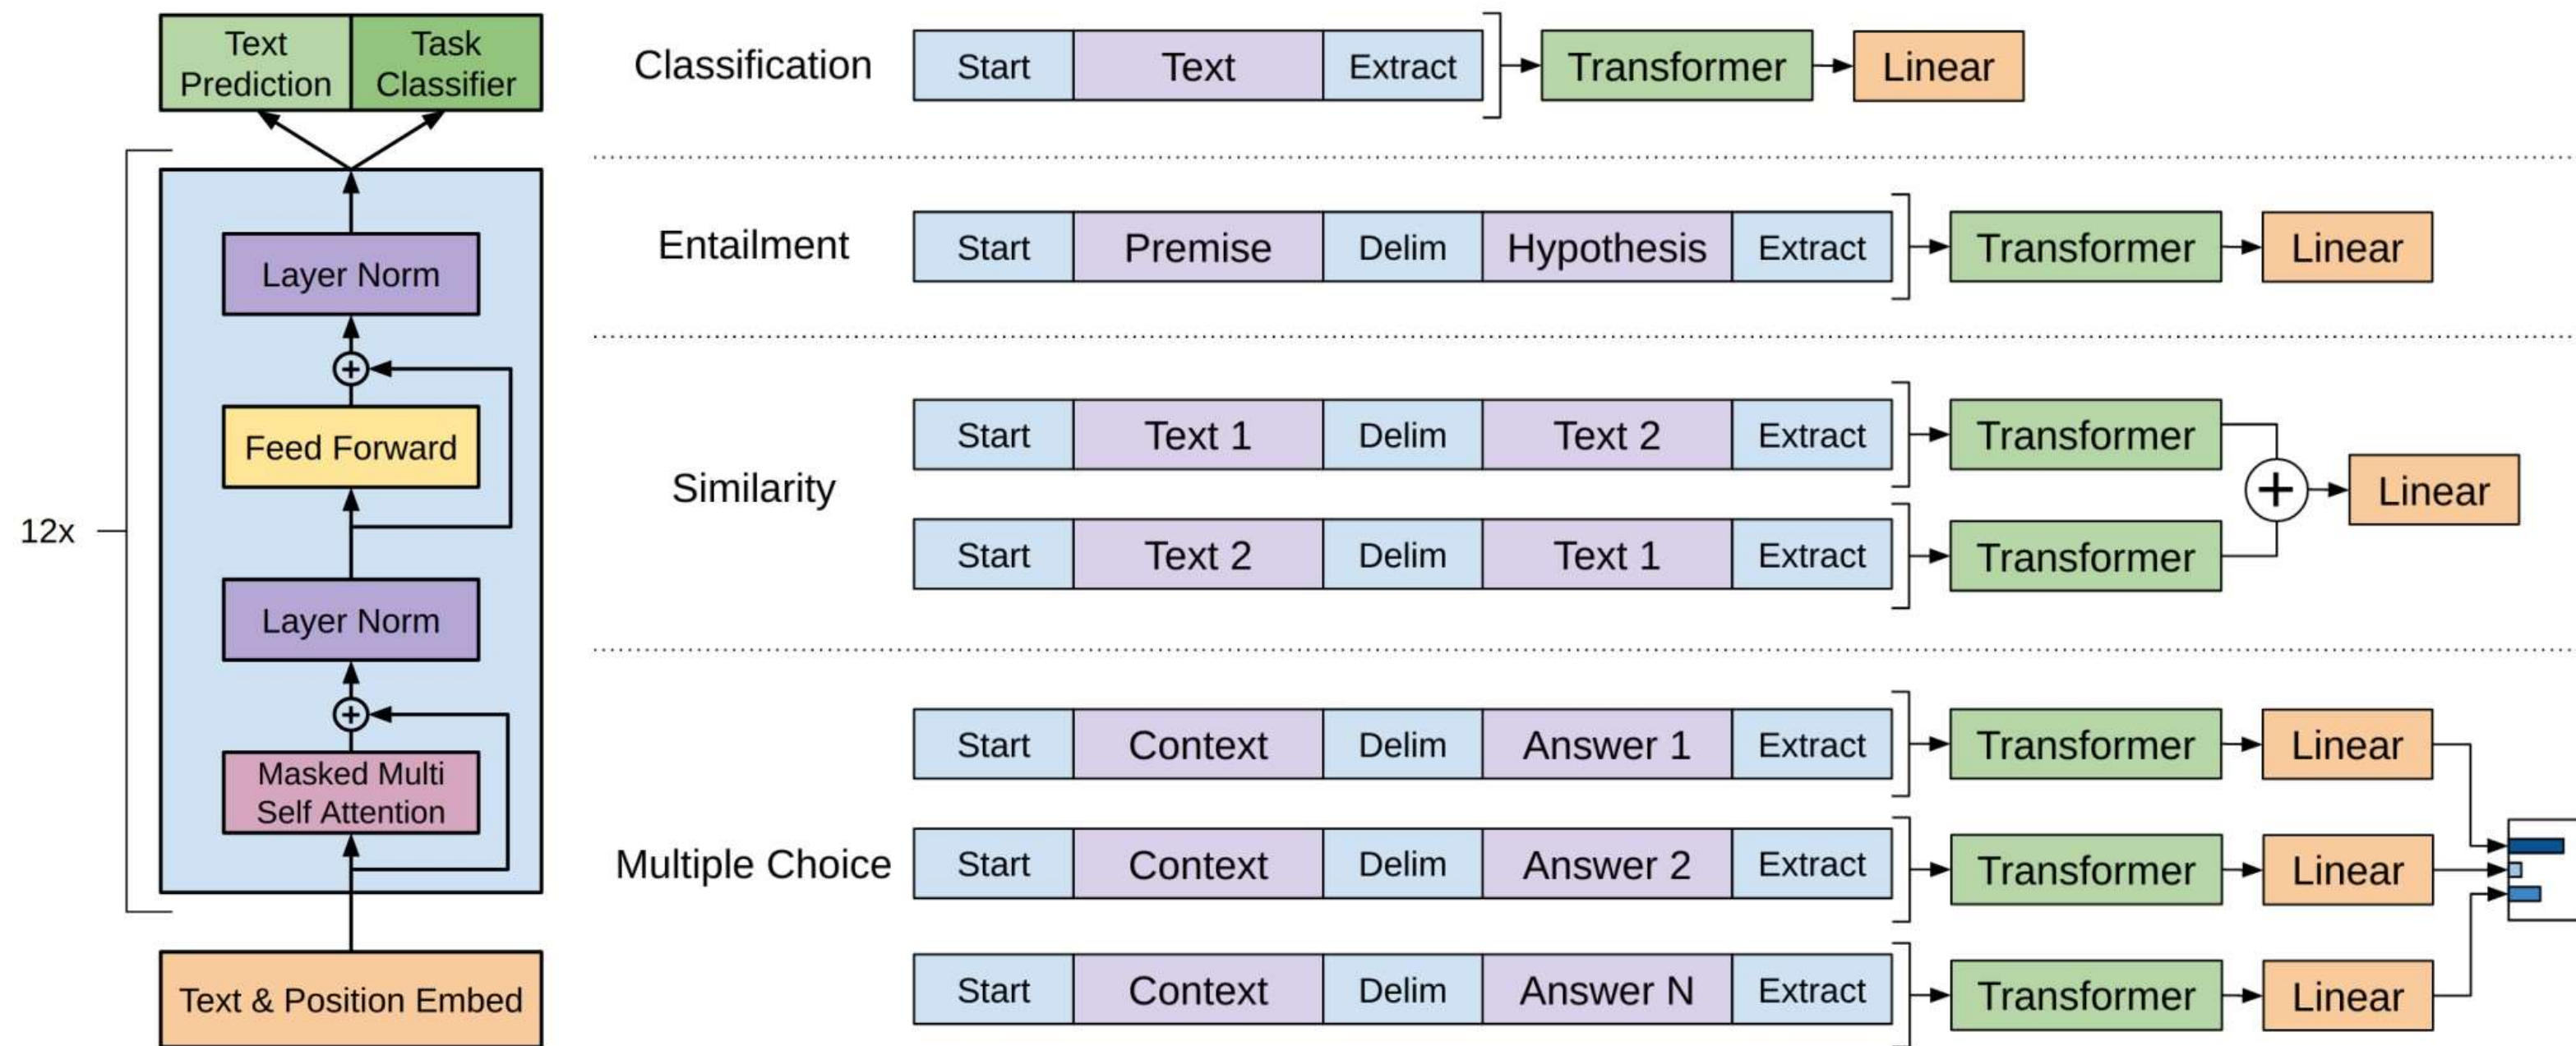 Text
Prediction
Task
Classifier
12x
Layer Norm
Feed Forward
Layer Norm
Masked Multi
Self Attention
Text & Position Embed
Classification
Start Text Extract Transformer Linear
Entailment
Start Premise Delim Hypothesis Extract Transformer Linear
Similarity
Start Text 1 Delim Text 2 Extract Transformer
Start Text 2 Delim Text 1 Extract Transformer
+ Linear
Multiple Choice
Start Context Delim Answer 1 Extract Transformer Linear
Start Context Delim Answer 2 Extract Transformer Linear
Start Context Delim Answer N Extract Transformer Linear